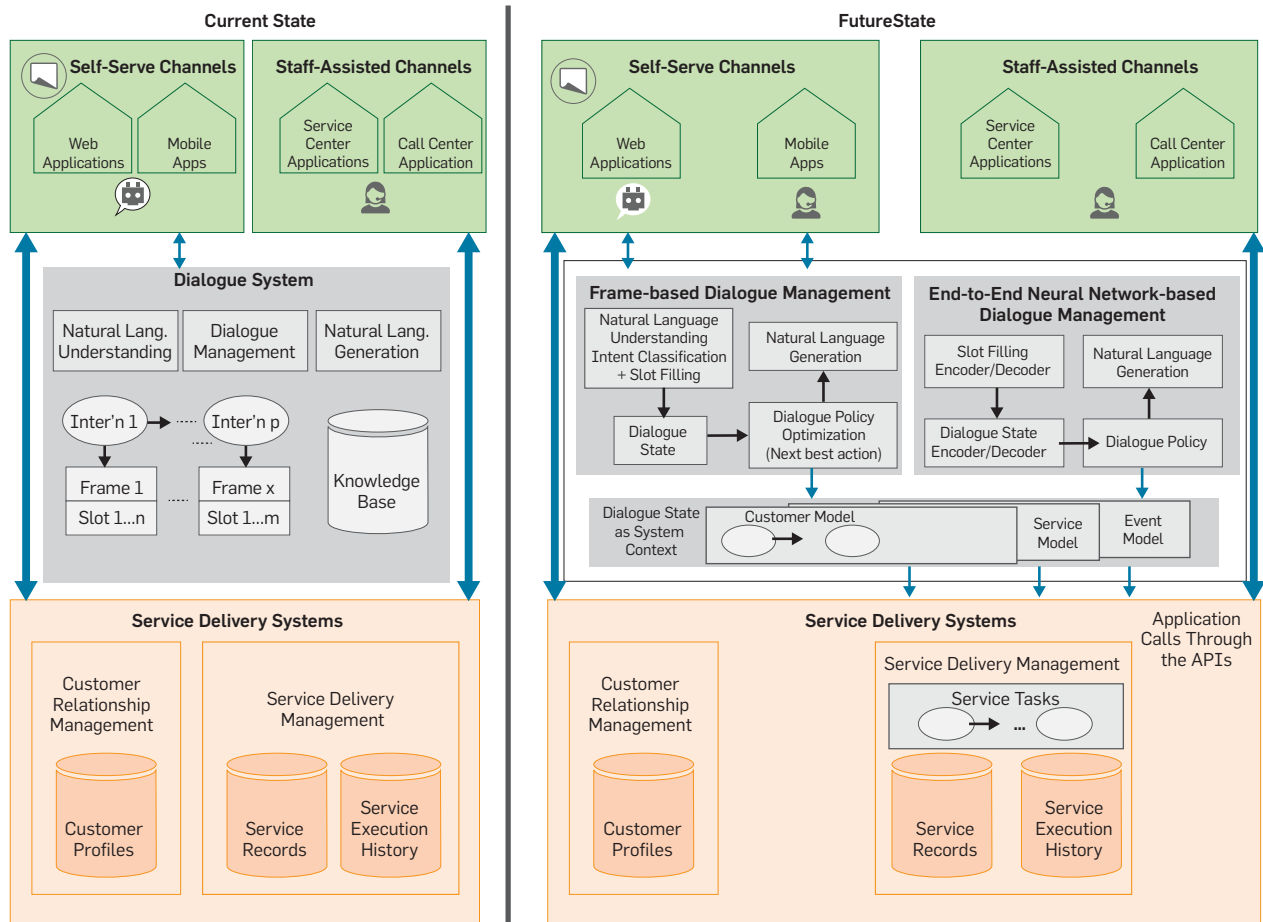 Current State
Self-Serve Channels
Web
Applications
Mobile
Apps
Staff-Assisted Channels
Service
Center
Applications
Call Center
Application
Dialogue System
Natural Lang.
Understanding
Dialogue
Management
Natural Lang.
Generation
Inter'n 1
Inter'n p
Frame 1
Slot 1...n
Frame x
Slot 1...m
Knowledge
Base
Service Delivery Systems
Customer
Relationship
Management
Customer
Profiles
Service Delivery
Management
Service
Records
Service
Execution
History
FutureState
Self-Serve Channels
Web
Applications
Mobile
Apps
Staff-Assisted Channels
Service
Center
Applications
Call Center
Application
Frame-based Dialogue Management
Natural Language
Understanding
Intent Classification
+ Slot Filling
Natural Language
Generation
Dialogue
State
Dialogue Policy
Optimization
(Next best action)
End-to-End Neural Network-based
Dialogue Management
Slot Filling
Encoder/Decoder
Natural Language
Generation
Dialogue State
Encoder/Decoder
Dialogue Policy
Dialogue State
as System
Context
Customer Model
Service
Model
Event
Model
Service Delivery Systems
Application
Calls Through
the APIs
Customer
Relationship
Management
Customer
Profiles
Service Delivery Management
Service Tasks
...
Service
Records
Service
Execution
History